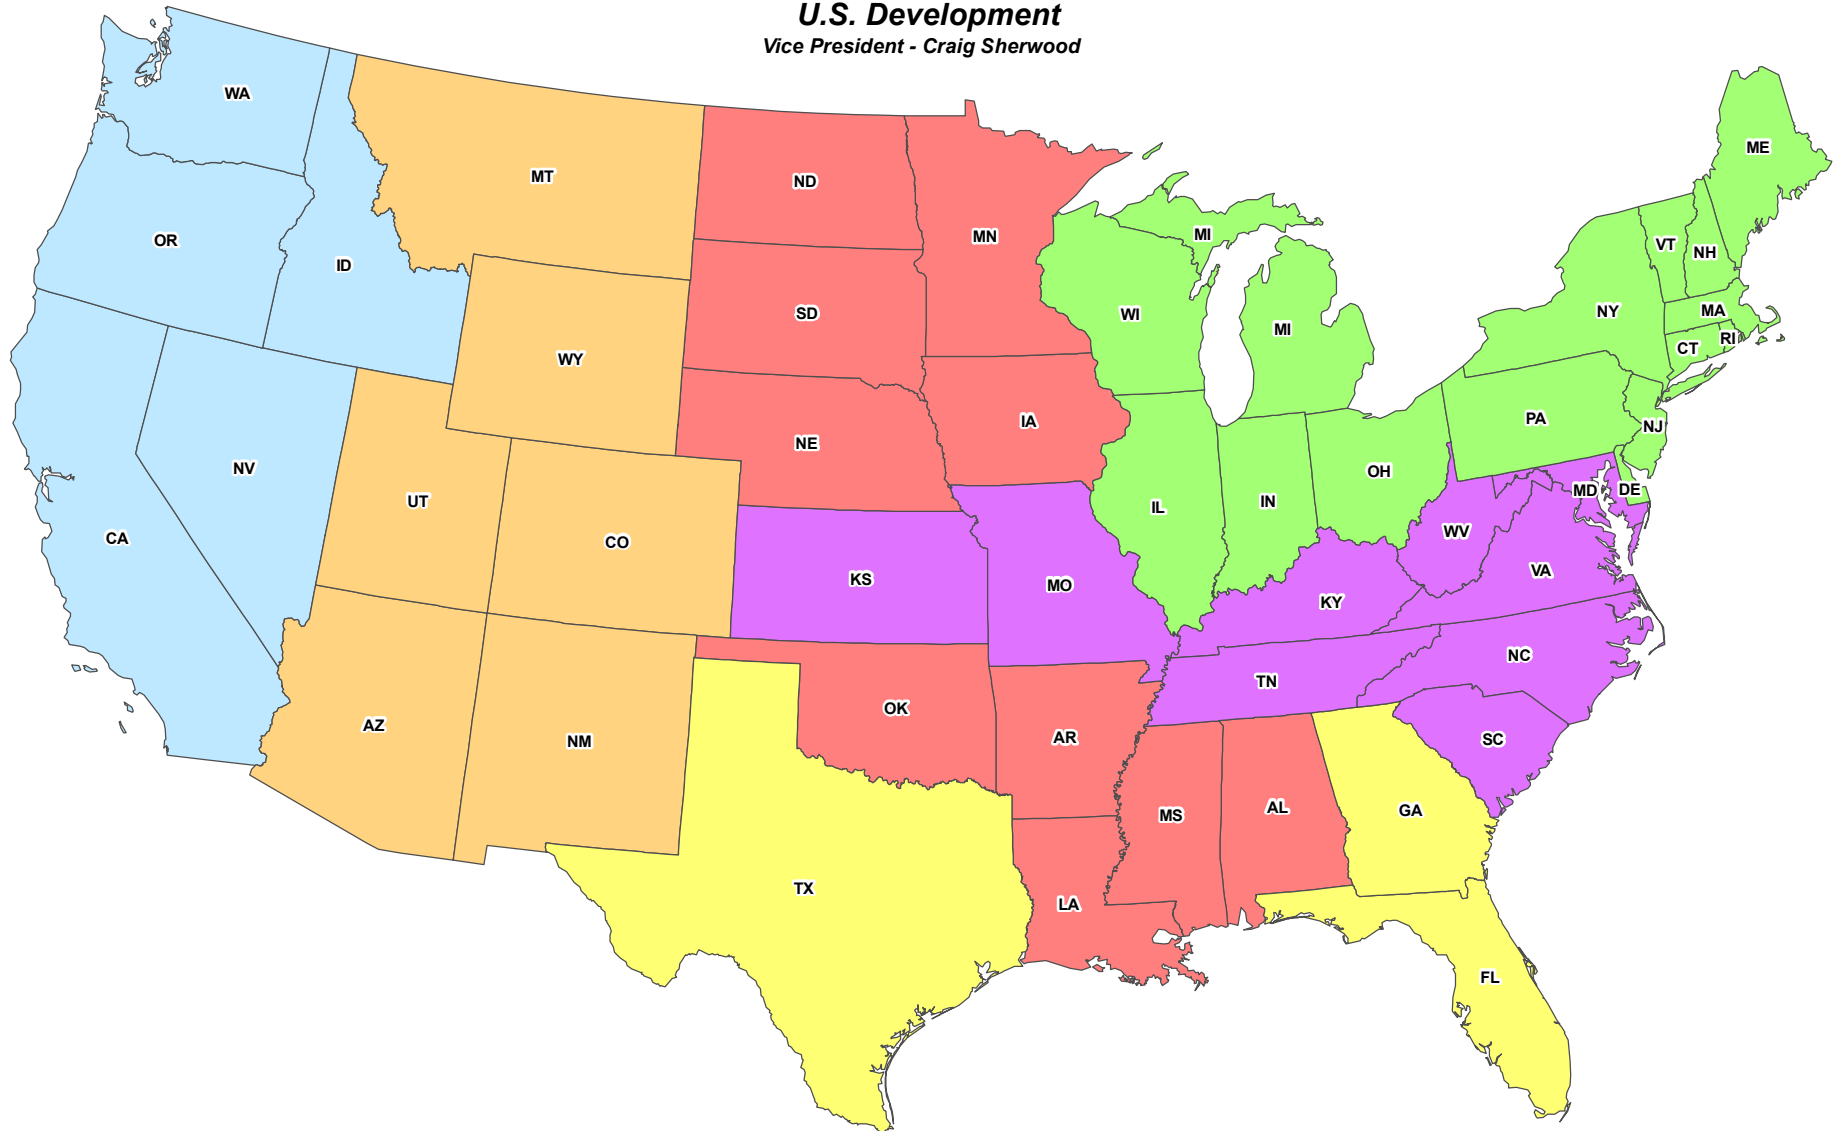 U.S. Development
Vice President - Craig Sherwood
WA
MT
ND
MN
OR
ID
SD
WY
MI
WI
MI
ME
VT
NH
NY
MA
CT
RI
NV
UT
CO
NE
IA
IL
IN
OH
PA
NJ
MD
DE
CA
KS
MO
KY
WV
VA
NC
TN
SC
AZ
NM
OK
AR
MS
AL
GA
TX
LA
FL